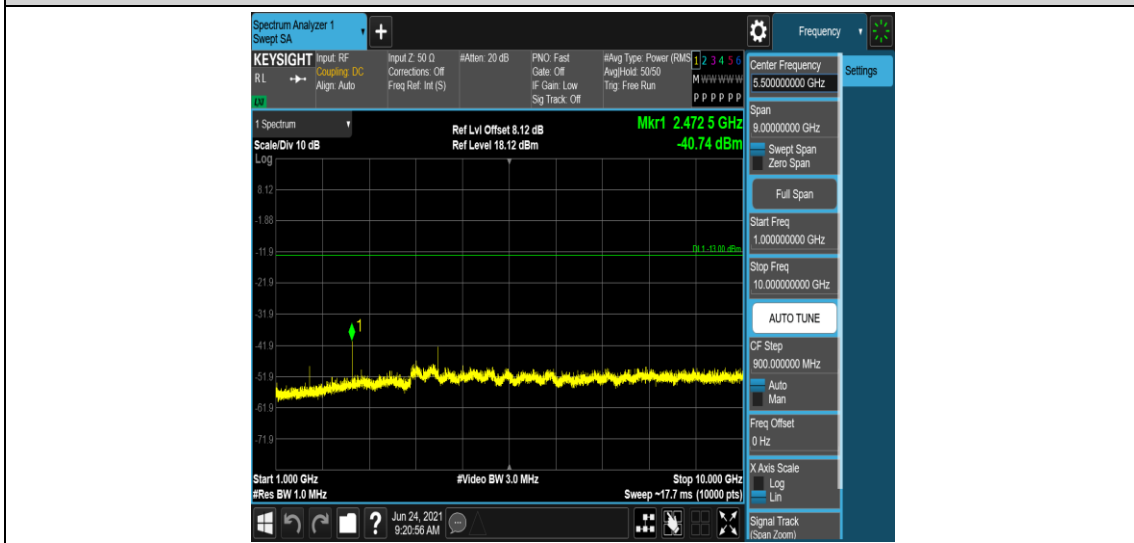 Spectrum Analyzer 1
Swept SA
+
Frequency
KEYSIGHT
RL
LXI
Input: RF
Coupling: DC
Align: Auto
Input Z: 50 Ω
Corrections: Off
Freq Ref: Int (S)
#Atten: 20 dB
PNO: Fast
Gate: Off
IF Gain: Low
Sig Track: Off
#Avg Type: Power (RMS
Avg|Hold: 50/50
Trig: Free Run
1 2 3 4 5 6
M W W W W W
P P P P P P
1 Spectrum
Scale/Div 10 dB
Log
Ref Lvl Offset 8.12 dB
Ref Level 18.12 dBm
Mkr1 2.472 5 GHz
-40.74 dBm
8.12
-1.88
-11.9
DL1 -13.00 dBm
-21.9
-31.9
1
-41.9
-51.9
-61.9
-71.9
Start 1.000 GHz
#Res BW 1.0 MHz
#Video BW 3.0 MHz
Stop 10.000 GHz
Sweep ~17.7 ms (10000 pts)
Center Frequency
5.500000000 GHz
Settings
Span
9.00000000 GHz
Swept Span
Zero Span
Full Span
Start Freq
1.000000000 GHz
Stop Freq
10.000000000 GHz
AUTO TUNE
CF Step
900.000000 MHz
Auto
Man
Freq Offset
0 Hz
X Axis Scale
Log
Lin
Signal Track
(Span Zoom)
?
Jun 24, 2021
9:20:56 AM